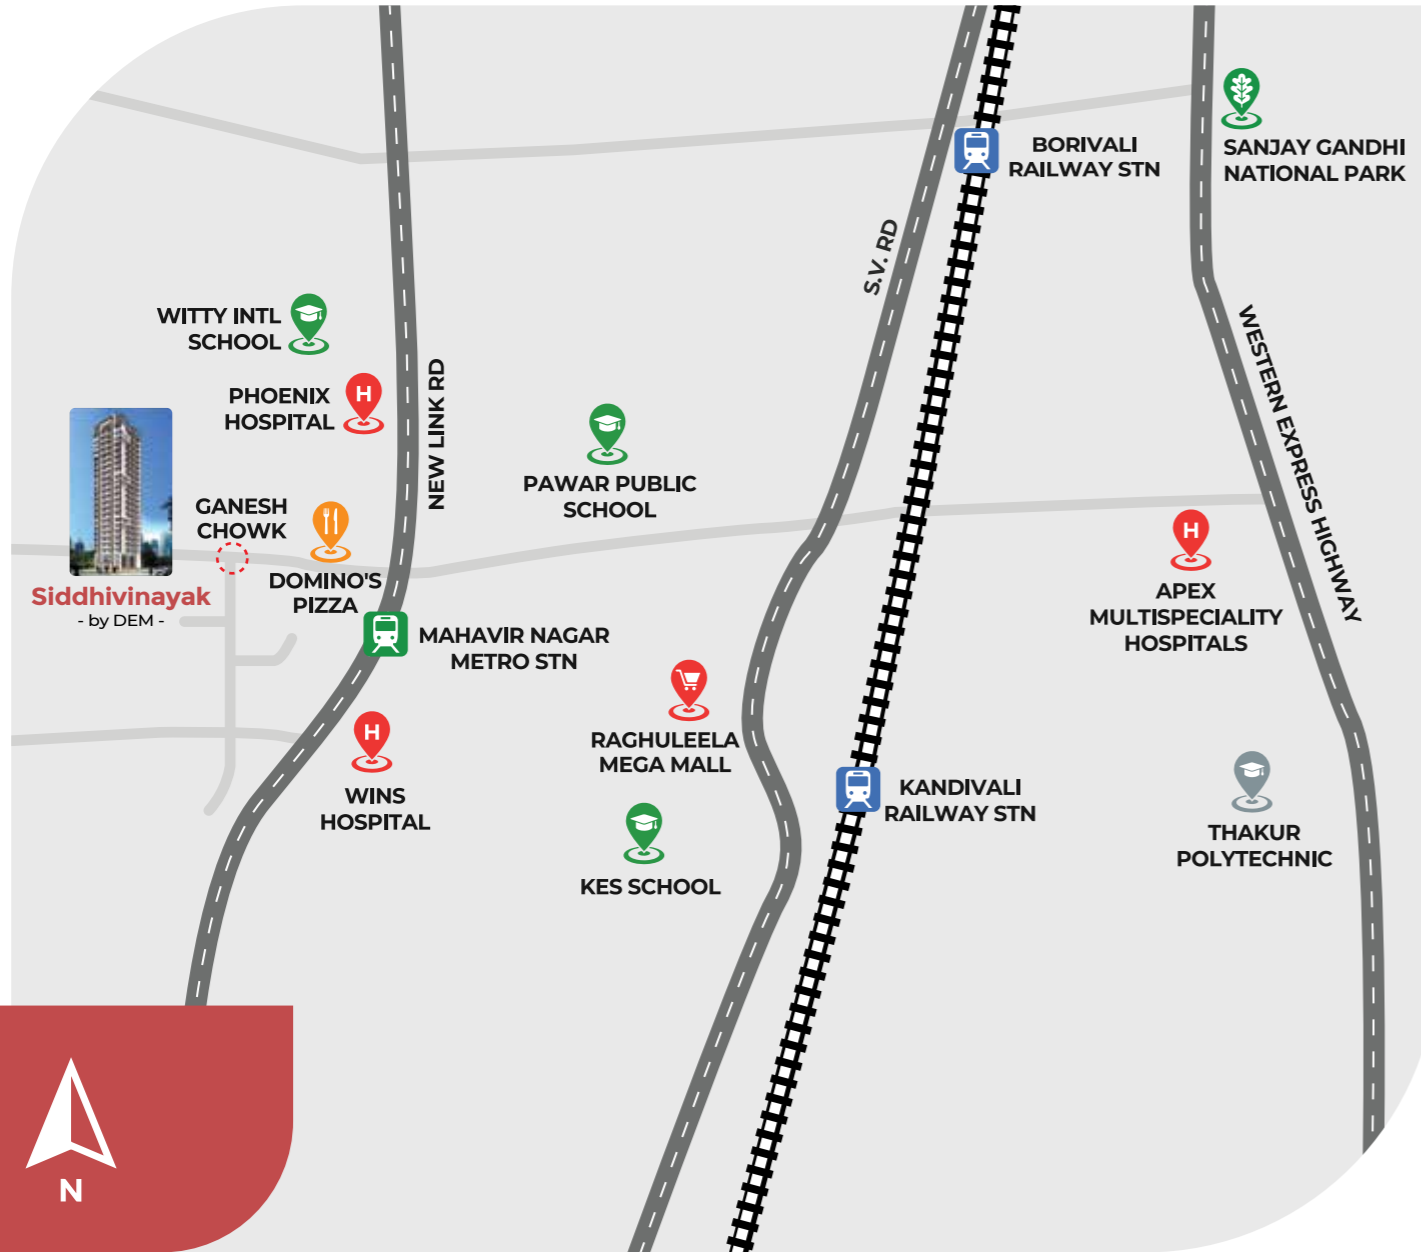 BORIVALI
RAILWAY STN
SANJAY GANDHI
NATIONAL PARK
S.V. RD
WITTY INTL
SCHOOL
WESTERN EXPRESS HIGHWAY
NEW LINK RD
PHOENIX
HOSPITAL
H
PAWAR PUBLIC
SCHOOL
GANESH
CHOWK
H
APEX
MULTISPECIALITY
HOSPITALS
DOMINO'S
PIZZA
Siddhivinayak
- by DEM -
MAHAVIR NAGAR
METRO STN
RAGHULEELA
MEGA MALL
H
WINS
HOSPITAL
KANDIVALI
RAILWAY STN
THAKUR
POLYTECHNIC
KES SCHOOL
N